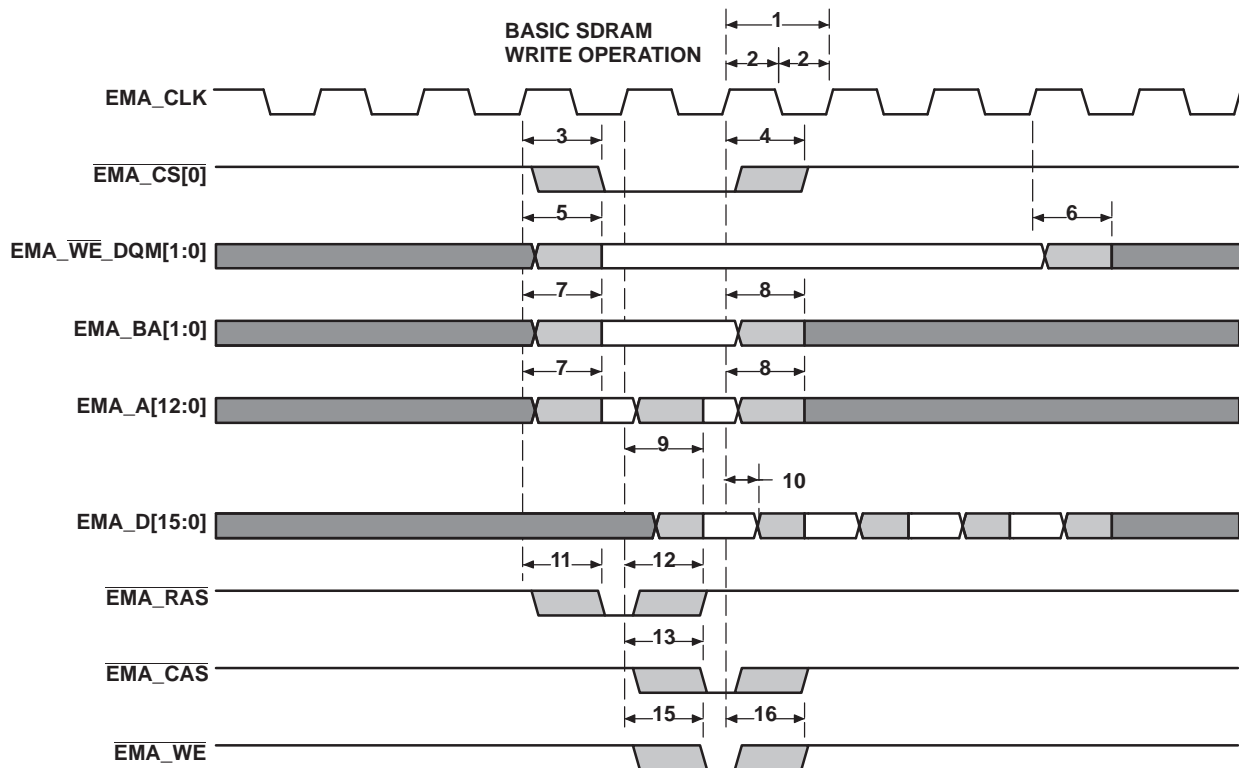 BASIC SDRAM
WRITE OPERATION
1
2 2
EMA_CLK
3 4
EMA_CS[0]
5 6
EMA_WE_DQM[1:0]
7 8
EMA_BA[1:0]
7 8
EMA_A[12:0]
9
10
EMA_D[15:0]
11 12
EMA_RAS
13
EMA_CAS
15 16
EMA_WE